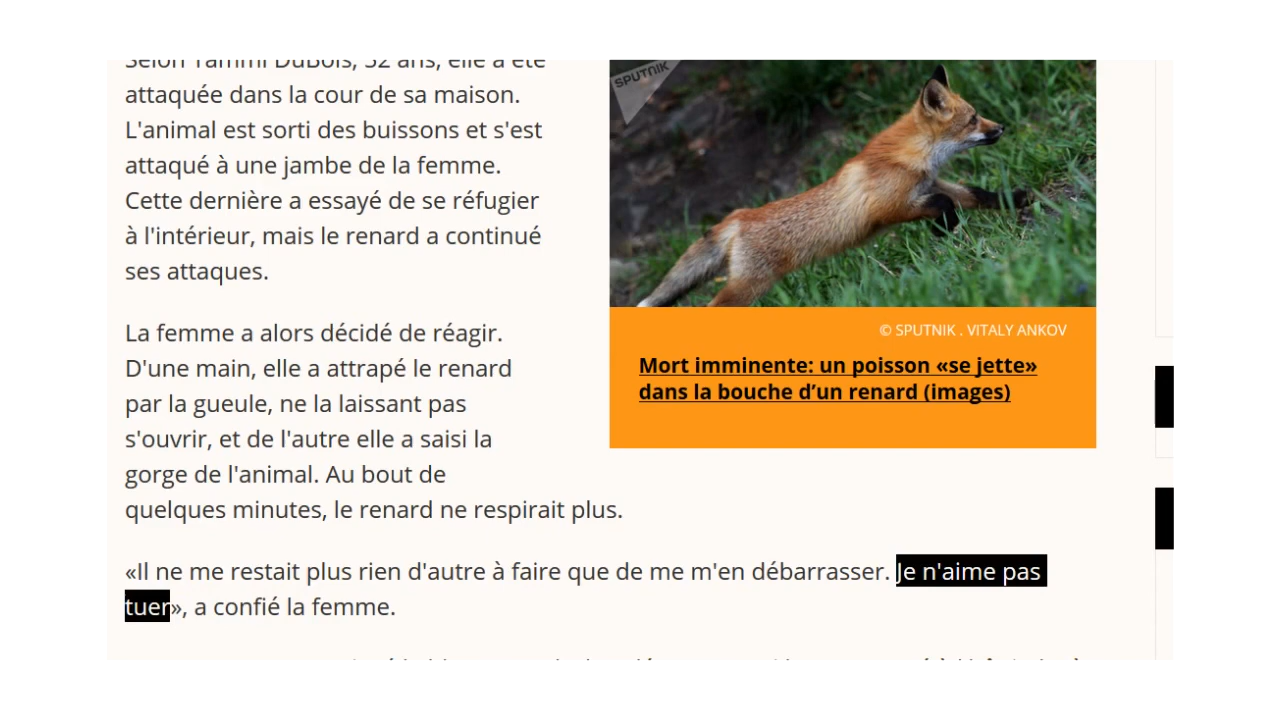 Selon Tammi DuBois, 52 ans, elle a été
attaquée dans la cour de sa maison.
L'animal est sorti des buissons et s'est
attaqué à une jambe de la femme.
Cette dernière a essayé de se réfugier
à l'intérieur, mais le renard a continué
ses attaques.
La femme a alors décidé de réagir.
D'une main, elle a attrapé le renard
par la gueule, ne la laissant pas
s'ouvrir, et de l'autre elle a saisi la
gorge de l'animal. Au bout de
quelques minutes, le renard ne respirait plus.
«Il ne me restait plus rien d'autre à faire que de me m'en débarrasser. Je n'aime pas
tuer», a confié la femme.
SPUTNIK
© SPUTNIK . VITALY ANKOV
Mort imminente: un poisson «se jette»
dans la bouche d’un renard (images)